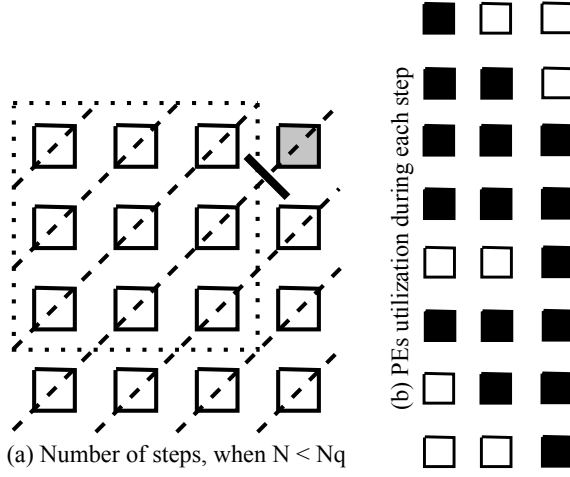 (a) Number of steps, when N < Nq
(b) PEs utilization during each step